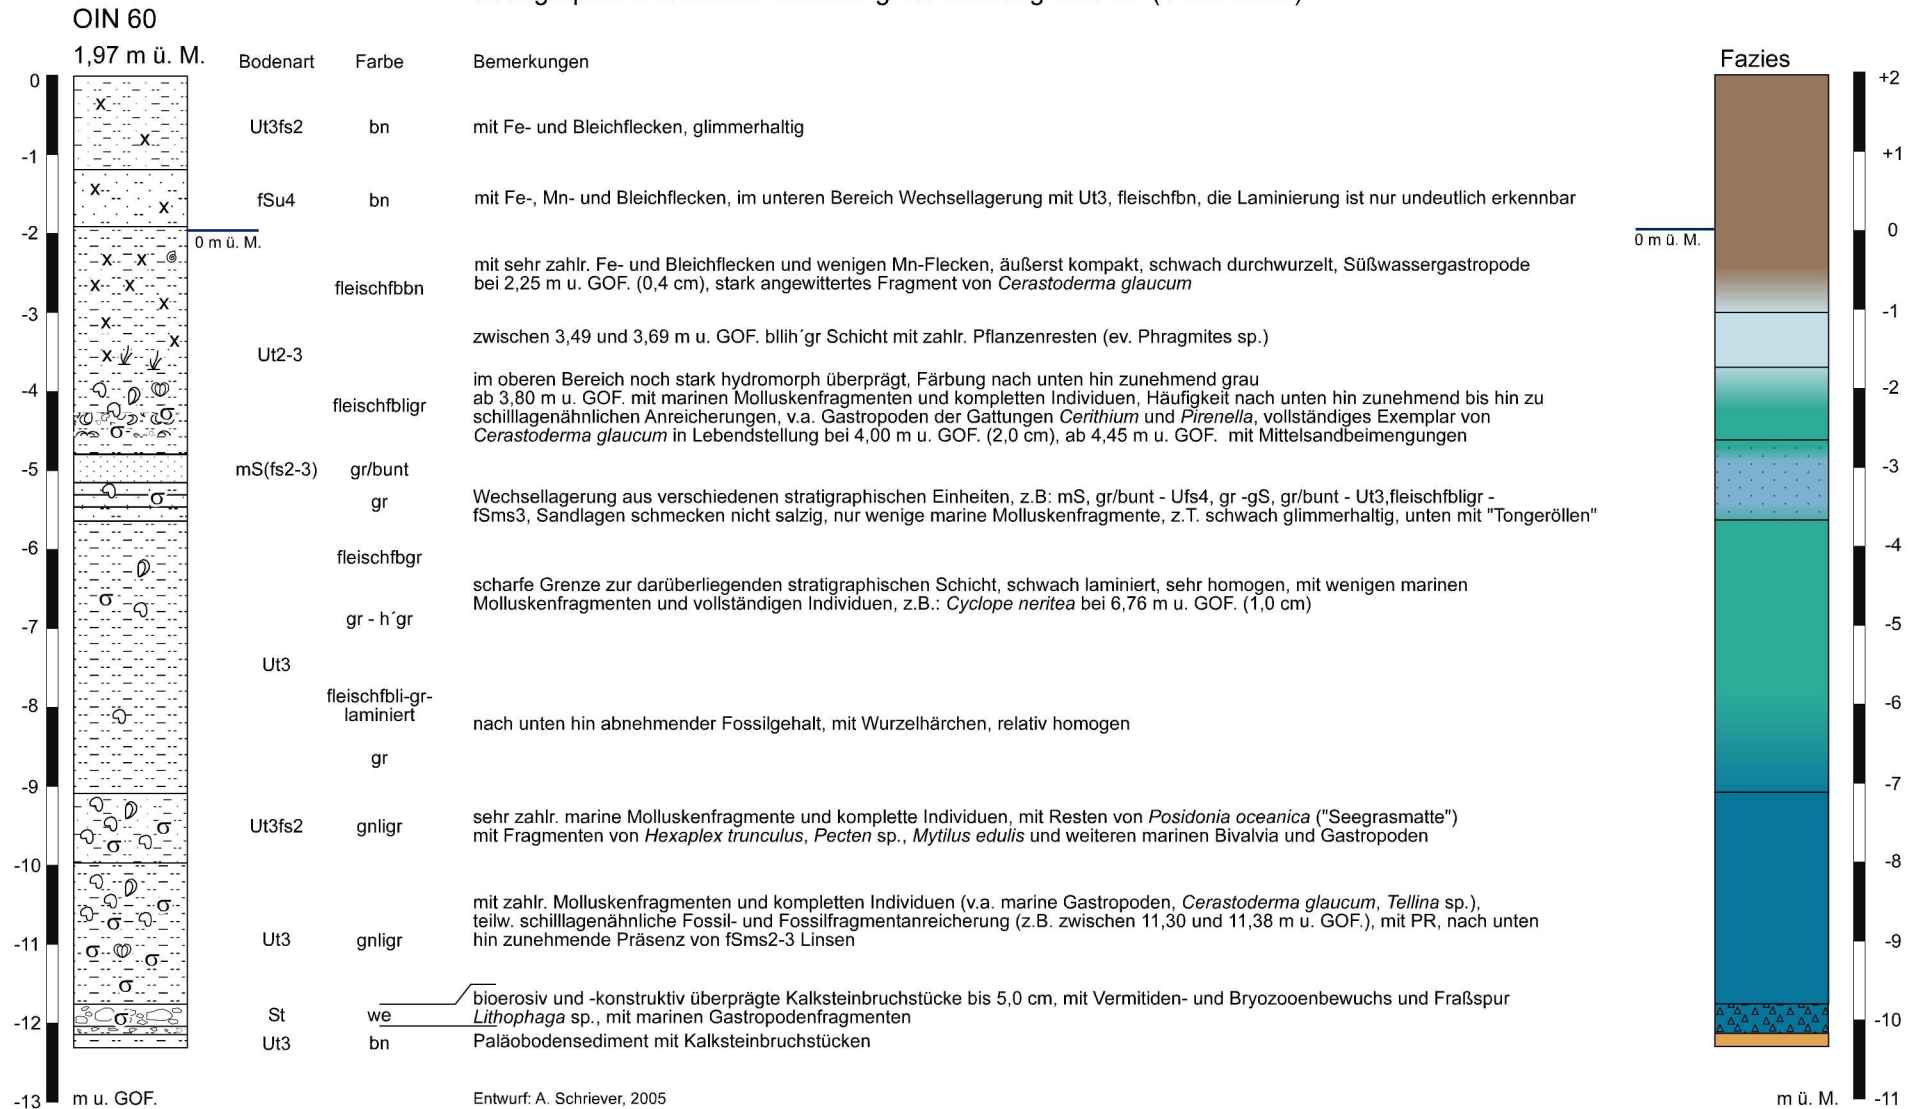 OIN 60
1,97 m ü. M.
Bodenart
Farbe
Bemerkungen
Fazies
0
-1
-2
-3
-4
-5
-6
-7
-8
-9
-10
-11
-12
-13
m u. GOF.
0 m ü. M.
Ut3fs2
bn
mit Fe- und Bleichflecken, glimmerhaltig
fSu4
bn
mit Fe-, Mn- und Bleichflecken, im unteren Bereich Wechsellagerung mit Ut3, fleischfbn, die Laminierung ist nur undeutlich erkennbar
fleischfbbn
mit sehr zahlr. Fe- und Bleichflecken und wenigen Mn-Flecken, äußerst kompakt, schwach durchwurzelt, Süßwassergastropode
bei 2,25 m u. GOF. (0,4 cm), stark angewittertes Fragment von Cerastoderma glaucum
zwischen 3,49 und 3,69 m u. GOF. bllih´gr Schicht mit zahlr. Pflanzenresten (ev. Phragmites sp.)
Ut2-3
fleischfbligr
im oberen Bereich noch stark hydromorph überprägt, Färbung nach unten hin zunehmend grau
ab 3,80 m u. GOF. mit marinen Molluskenfragmenten und kompletten Individuen, Häufigkeit nach unten hin zunehmend bis hin zu
schilllagenähnlichen Anreicherungen, v.a. Gastropoden der Gattungen Cerithium und Pirenella, vollständiges Exemplar von
Cerastoderma glaucum in Lebendstellung bei 4,00 m u. GOF. (2,0 cm), ab 4,45 m u. GOF. mit Mittelsandbeimengungen
mS(fs2-3)
gr/bunt
gr
Wechsellagerung aus verschiedenen stratigraphischen Einheiten, z.B: mS, gr/bunt - Ufs4, gr -gS, gr/bunt - Ut3,fleischfbligr -
fSms3, Sandlagen schmecken nicht salzig, nur wenige marine Molluskenfragmente, z.T. schwach glimmerhaltig, unten mit "Tongeröllen"
fleischfbgr
scharfe Grenze zur darüberliegenden stratigraphischen Schicht, schwach laminiert, sehr homogen, mit wenigen marinen
Molluskenfragmenten und vollständigen Individuen, z.B.: Cyclope neritea bei 6,76 m u. GOF. (1,0 cm)
gr - h´gr
Ut3
fleischfbli-gr-
laminiert
nach unten hin abnehmender Fossilgehalt, mit Wurzelhärchen, relativ homogen
gr
Ut3fs2
gnligr
sehr zahlr. marine Molluskenfragmente und komplette Individuen, mit Resten von Posidonia oceanica ("Seegrasmatte")
mit Fragmenten von Hexaplex trunculus, Pecten sp., Mytilus edulis und weiteren marinen Bivalvia und Gastropoden
Ut3
gnligr
mit zahlr. Molluskenfragmenten und kompletten Individuen (v.a. marine Gastropoden, Cerastoderma glaucum, Tellina sp.),
teilw. schilllagenähnliche Fossil- und Fossilfragmentanreicherung (z.B. zwischen 11,30 und 11,38 m u. GOF.), mit PR, nach unten
hin zunehmende Präsenz von fSms2-3 Linsen
St
we
bioerosiv und -konstruktiv überprägte Kalksteinbruchstücke bis 5,0 cm, mit Vermitiden- und Bryozooenbewuchs und Fraßspur
Lithophaga sp., mit marinen Gastropodenfragmenten
Ut3
bn
Paläobodensediment mit Kalksteinbruchstücken
Entwurf: A. Schriever, 2005
0 m ü. M.
+2
+1
0
-1
-2
-3
-4
-5
-6
-7
-8
-9
-10
-11
m ü. M.